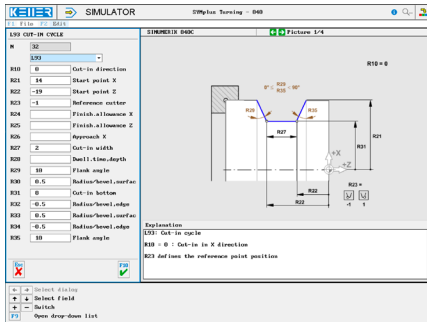 KELLER SIMULATOR SYMplus Turning - 840
F1 File F2 Edit
L93 CUT-IN CYCLE
N 32
L93
R10 0 Cut-in direction
R21 14 Start point X
R22 -19 Start point Z
R23 -1 Reference cutter
R24 Finish.allowance X
R25 Finish.allowance Z
R26 Approach X
R27 2 Cut-in width
R28 Dwell.time,depth
R29 10 Flank angle
R30 0.5 Radius/bevel,surfac
R31 8 Cut-in bottom
R32 -0.5 Radius/bevel,edge
R33 0.5 Radius/bevel,surfac
R34 -0.5 Radius/bevel,edge
R35 10 Flank angle
Esc F10
SINUMERIK 840C Picture 1/4
R10 = 0
R29
0° ≤ ≤ 90°
R35
R29 R35
R27
R21
R31
+X
+Z
R22
R22
R23 =
-1 1
Explanation
L93: Cut-in cycle
R10 = 0 : Cut-in in X direction
R23 defines the reference point position
Select dialog
Select field
+ - Switch
F9 Open drop-down list